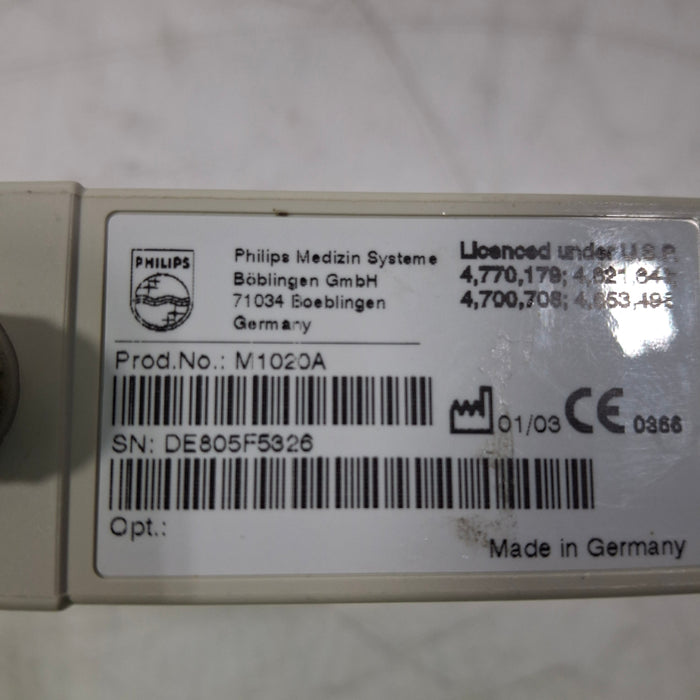 PHILIPS
Philips Medizin Systeme
Böblingen GmbH
71034 Boeblingen
Germany
Licenced under U.S.P.
4,770,179;
4,700,708;
Prod.No.: M1020A
01/03 CE 0366
SN: DE805F5326
Opt.:
Made in Germany